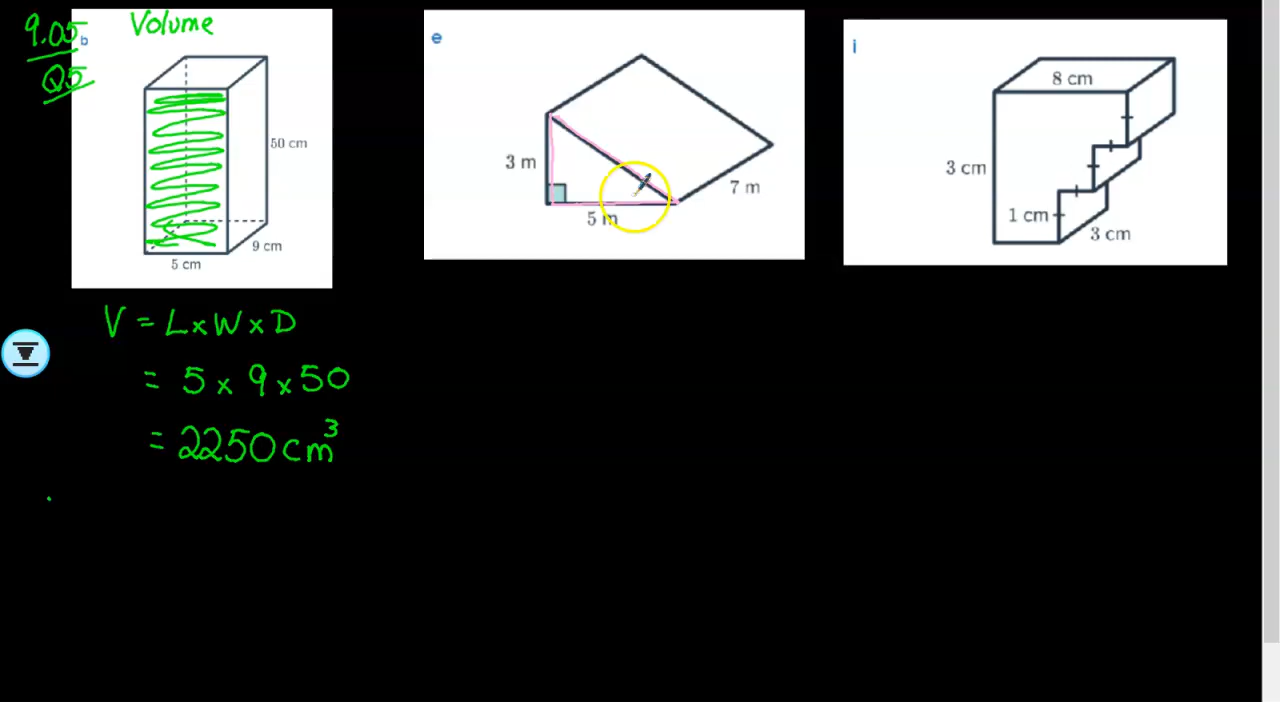 9.05
Q5
Volume
b
50 cm
9 cm
5 cm
V = L x W x D
= 5 x 9 x 50
= 2250 cm³
e
3 m
5 m
7 m
i
8 cm
3 cm
1 cm
3 cm